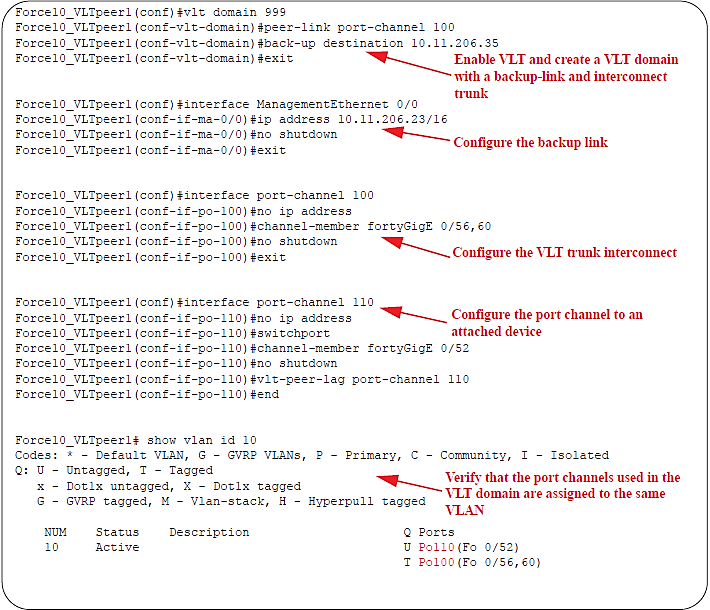 Force10_VLTpeer1(conf)#vlt domain 999
Force10_VLTpeer1(conf-vlt-domain)#peer-link port-channel 100
Force10_VLTpeer1(conf-vlt-domain)#back-up destination 10.11.206.35
Force10_VLTpeer1(conf-vlt-domain)#exit
Enable VLT and create a VLT domain
with a backup-link and interconnect
trunk
Force10_VLTpeer1(conf)#interface ManagementEthernet 0/0
Force10_VLTpeer1(conf-if-ma-0/0)#ip address 10.11.206.23/16
Force10_VLTpeer1(conf-if-ma-0/0)#no shutdown
Force10_VLTpeer1(conf-if-ma-0/0)#exit
Configure the backup link
Force10_VLTpeer1(conf)#interface port-channel 100
Force10_VLTpeer1(conf-if-po-100)#no ip address
Force10_VLTpeer1(conf-if-po-100)#channel-member fortyGigE 0/56,60
Force10_VLTpeer1(conf-if-po-100)#no shutdown
Force10_VLTpeer1(conf-if-po-100)#exit
Configure the VLT trunk interconnect
Force10_VLTpeer1(conf)#interface port-channel 110
Force10_VLTpeer1(conf-if-po-110)#no ip address
Force10_VLTpeer1(conf-if-po-110)#switchport
Force10_VLTpeer1(conf-if-po-110)#channel-member fortyGigE 0/52
Force10_VLTpeer1(conf-if-po-110)#no shutdown
Force10_VLTpeer1(conf-if-po-110)#vlt-peer-lag port-channel 110
Force10_VLTpeer1(conf-if-po-110)#end
Configure the port channel to an
attached device
Force10_VLTpeer1# show vlan id 10
Codes: * - Default VLAN, G - GVRP VLANs, P - Primary, C - Community, I - Isolated
Q: U - Untagged, T - Tagged
x - Dot1x untagged, X - Dot1x tagged
G - GVRP tagged, M - Vlan-stack, H - Hyperpull tagged
Verify that the port channels used in the
VLT domain are assigned to the same
VLAN
NUM Status Description Q Ports
10 Active U Po110(Fo 0/52)
T Po100(Fo 0/56,60)